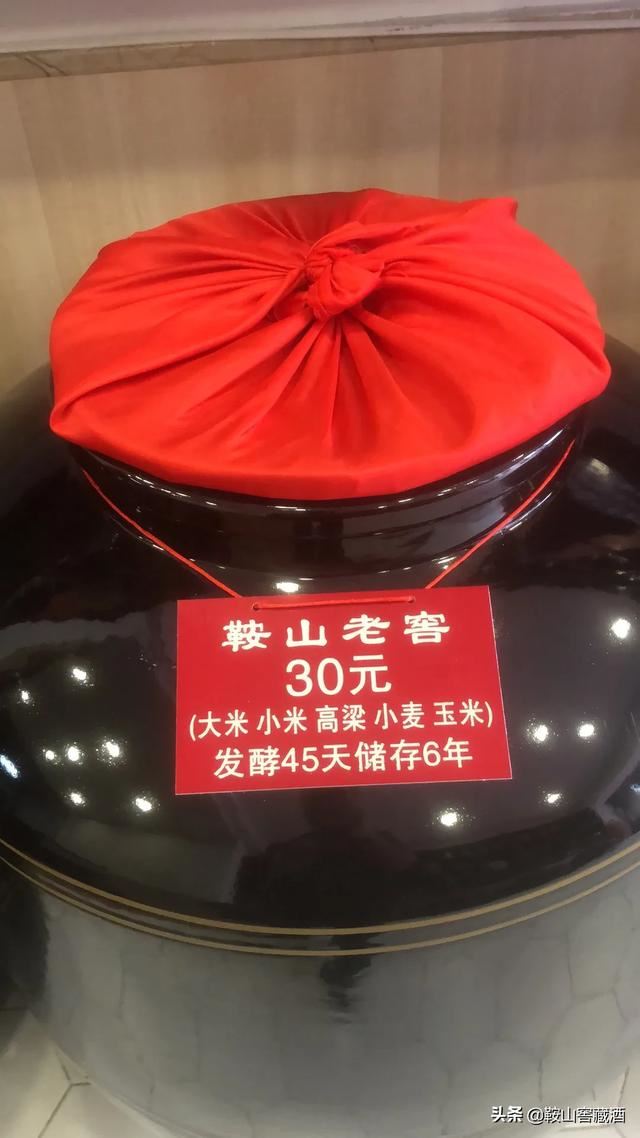 鞍山老窖
30元
(大米 小米 高粱 小麦 玉米)
发酵45天储存6年
头条 @鞍山窖藏酒